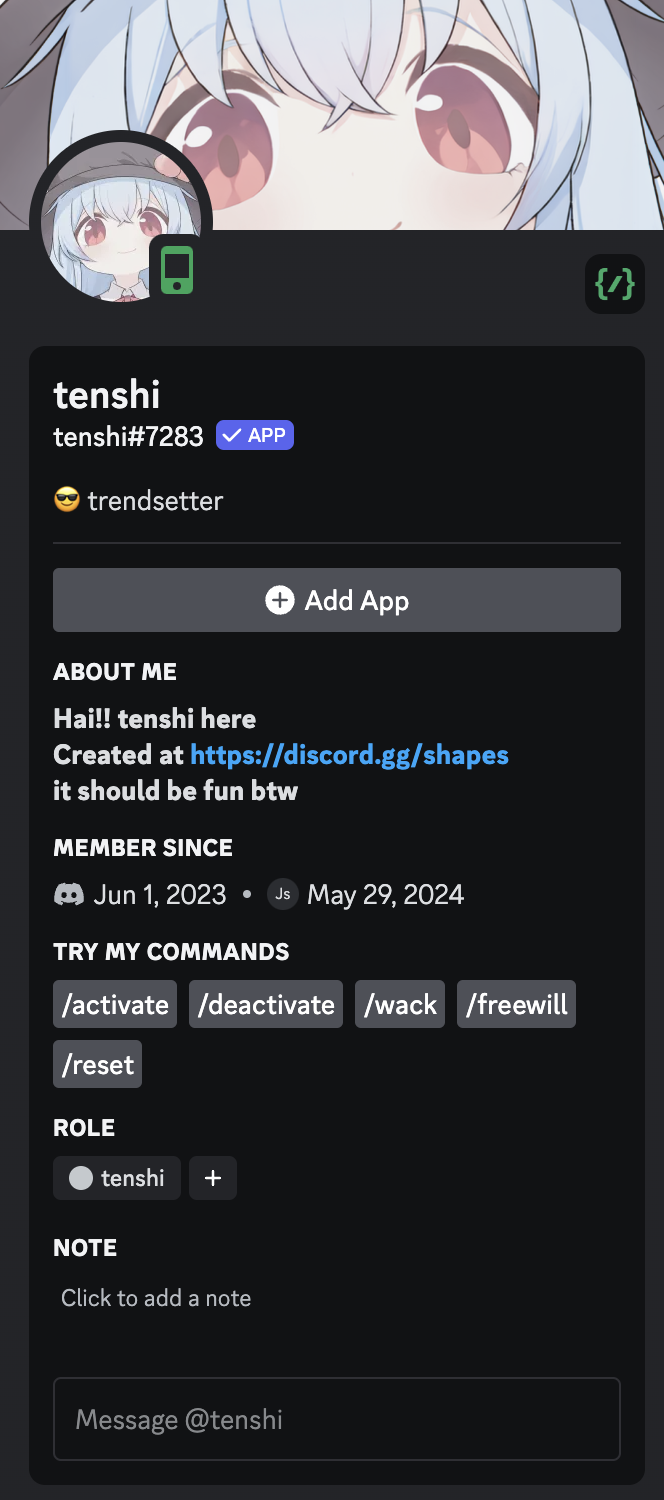 {/}
tenshi
tenshi#7283 ✓ APP
😎 trendsetter
Add App
ABOUT ME
Hai!! tenshi here
Created at https://discord.gg/shapes
it should be fun btw
MEMBER SINCE
Jun 1, 2023 • Js May 29, 2024
TRY MY COMMANDS
/activate /deactivate /wack /freewill
/reset
ROLE
tenshi +
NOTE
Click to add a note
Message @tenshi